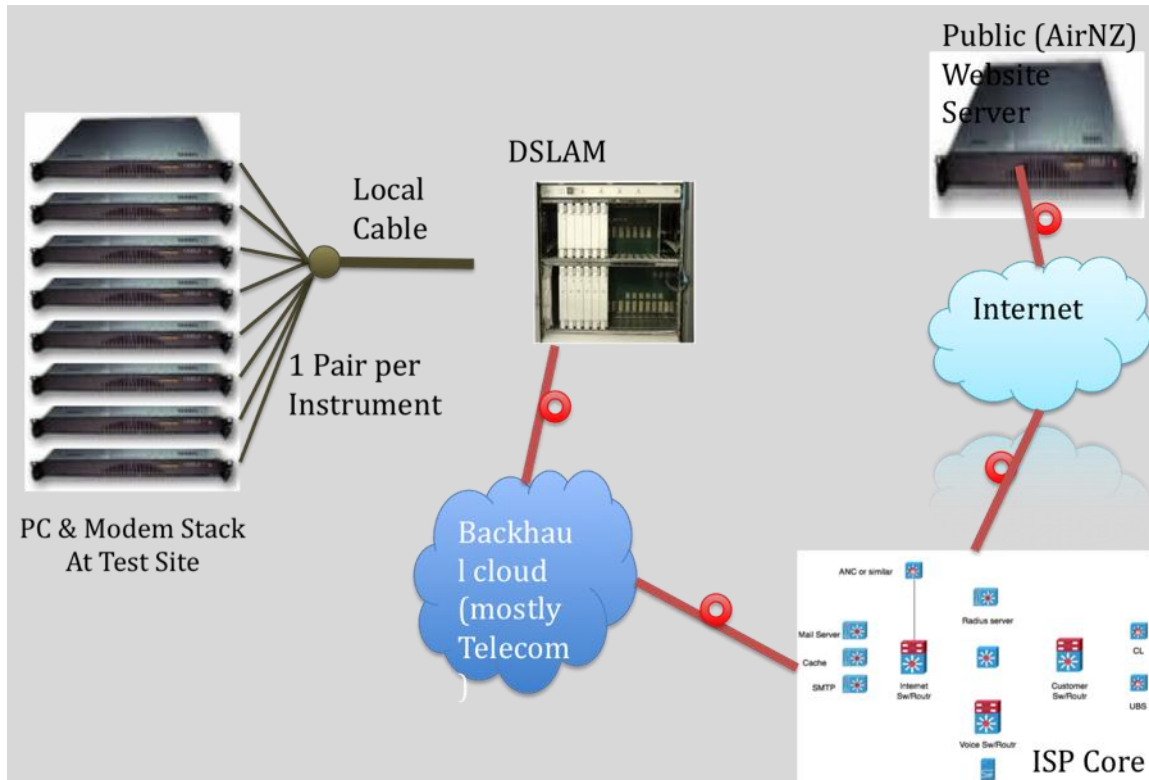 Public (AirNZ)
Website
Server
DSLAM
Local
Cable
Internet
1 Pair per
Instrument
PC & Modem Stack
At Test Site
Backhau
l cloud
(mostly
Telecom
)
ANC or similar
Radius server
Mail Server
Cache
SMTP
Internet
Sw/Routr
Customer
Sw/Routr
CL
UBS
Voice Sw/Routr
ISP Core